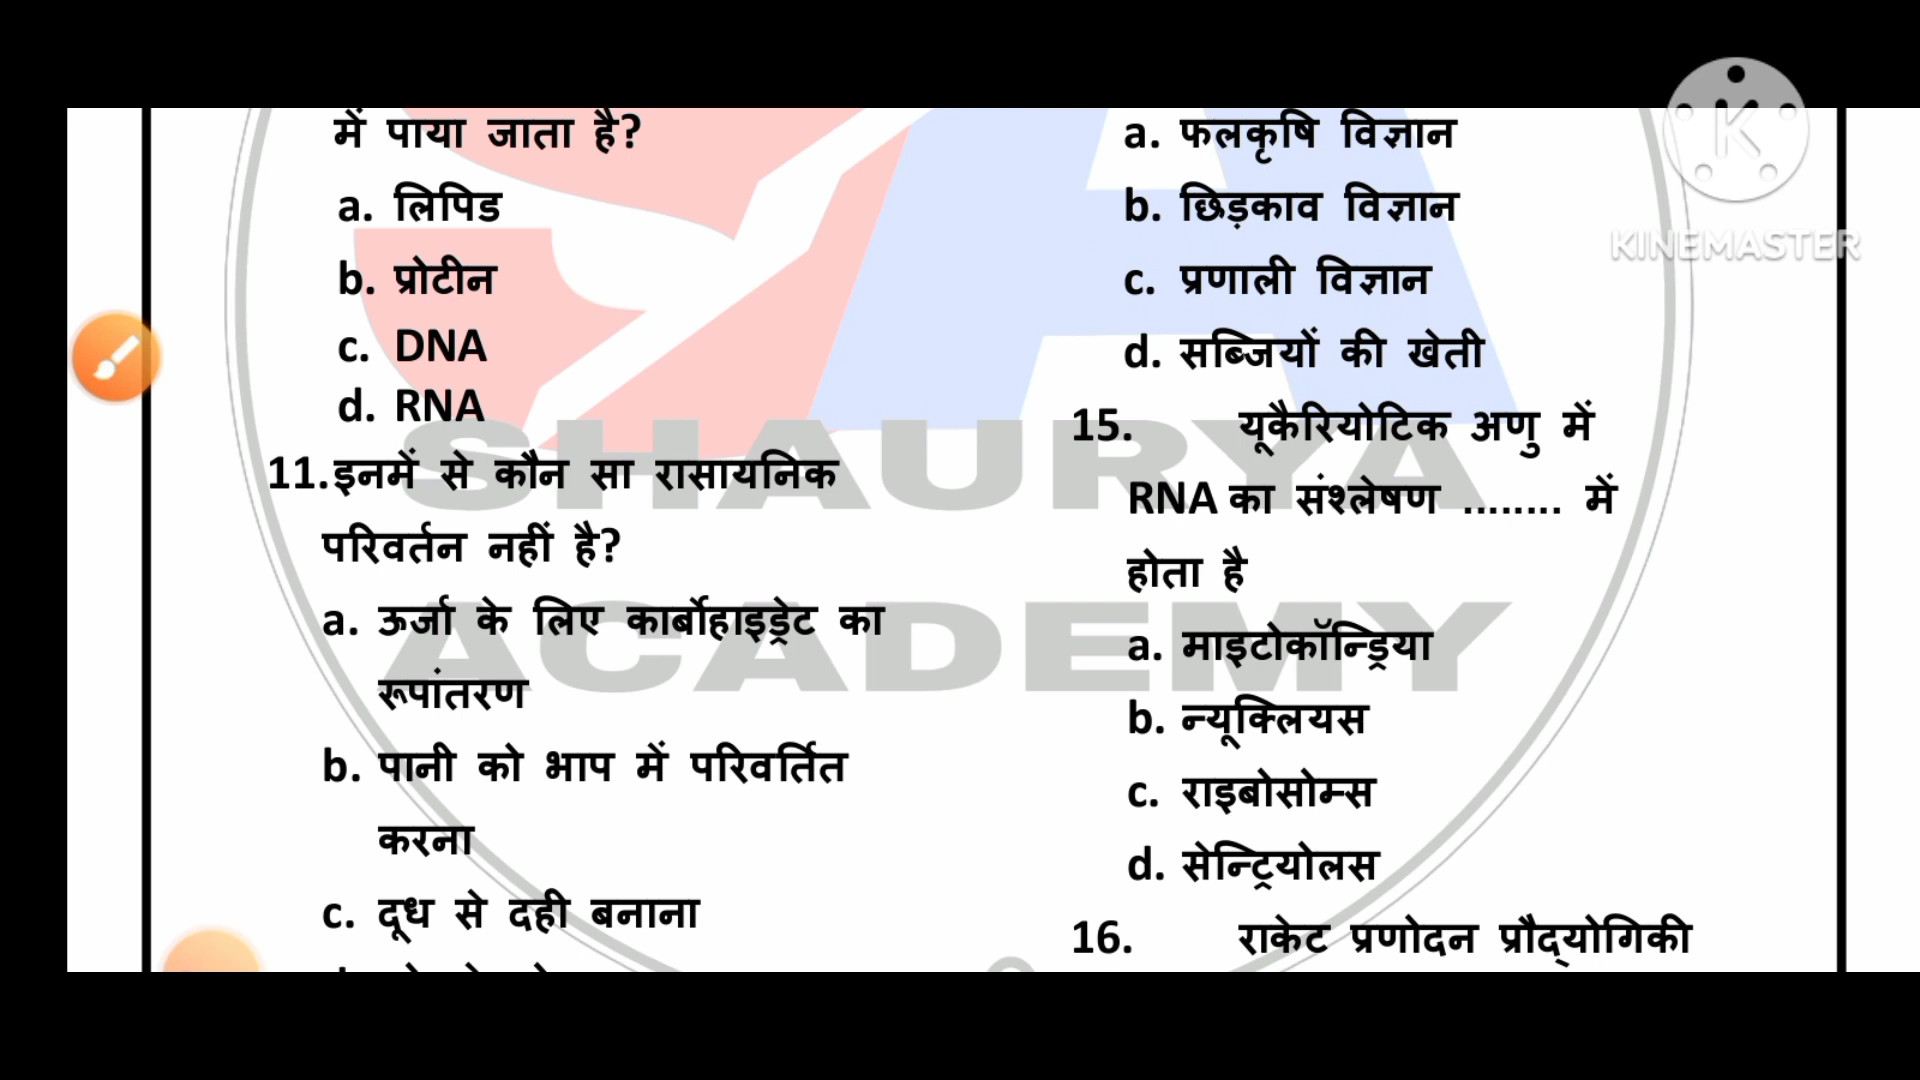 में पाया जाता है?
a. लिपिड
b. प्रोटीन
c. DNA
d. RNA
11. इनमें से कौन सा रासायनिक
परिवर्तन नहीं है?
a. ऊर्जा के लिए कार्बोहाइड्रेट का
रूपांतरण
b. पानी को भाप में परिवर्तित
करना
c. दूध से दही बनाना
a. फलकृषि विज्ञान
b. छिड़काव विज्ञान
c. प्रणाली विज्ञान
d. सब्जियों की खेती
15. यूकैरियोटिक अणु में
RNA का संश्लेषण ........ में
होता है
a. माइटोकॉन्ड्रिया
b. न्यूक्लियस
c. राइबोसोम्स
d. सेन्ट्रियोलस
16. राकेट प्रणोदन प्रौद्योगिकी
SHAURYA
ACADEMY
K
KINEMASTER